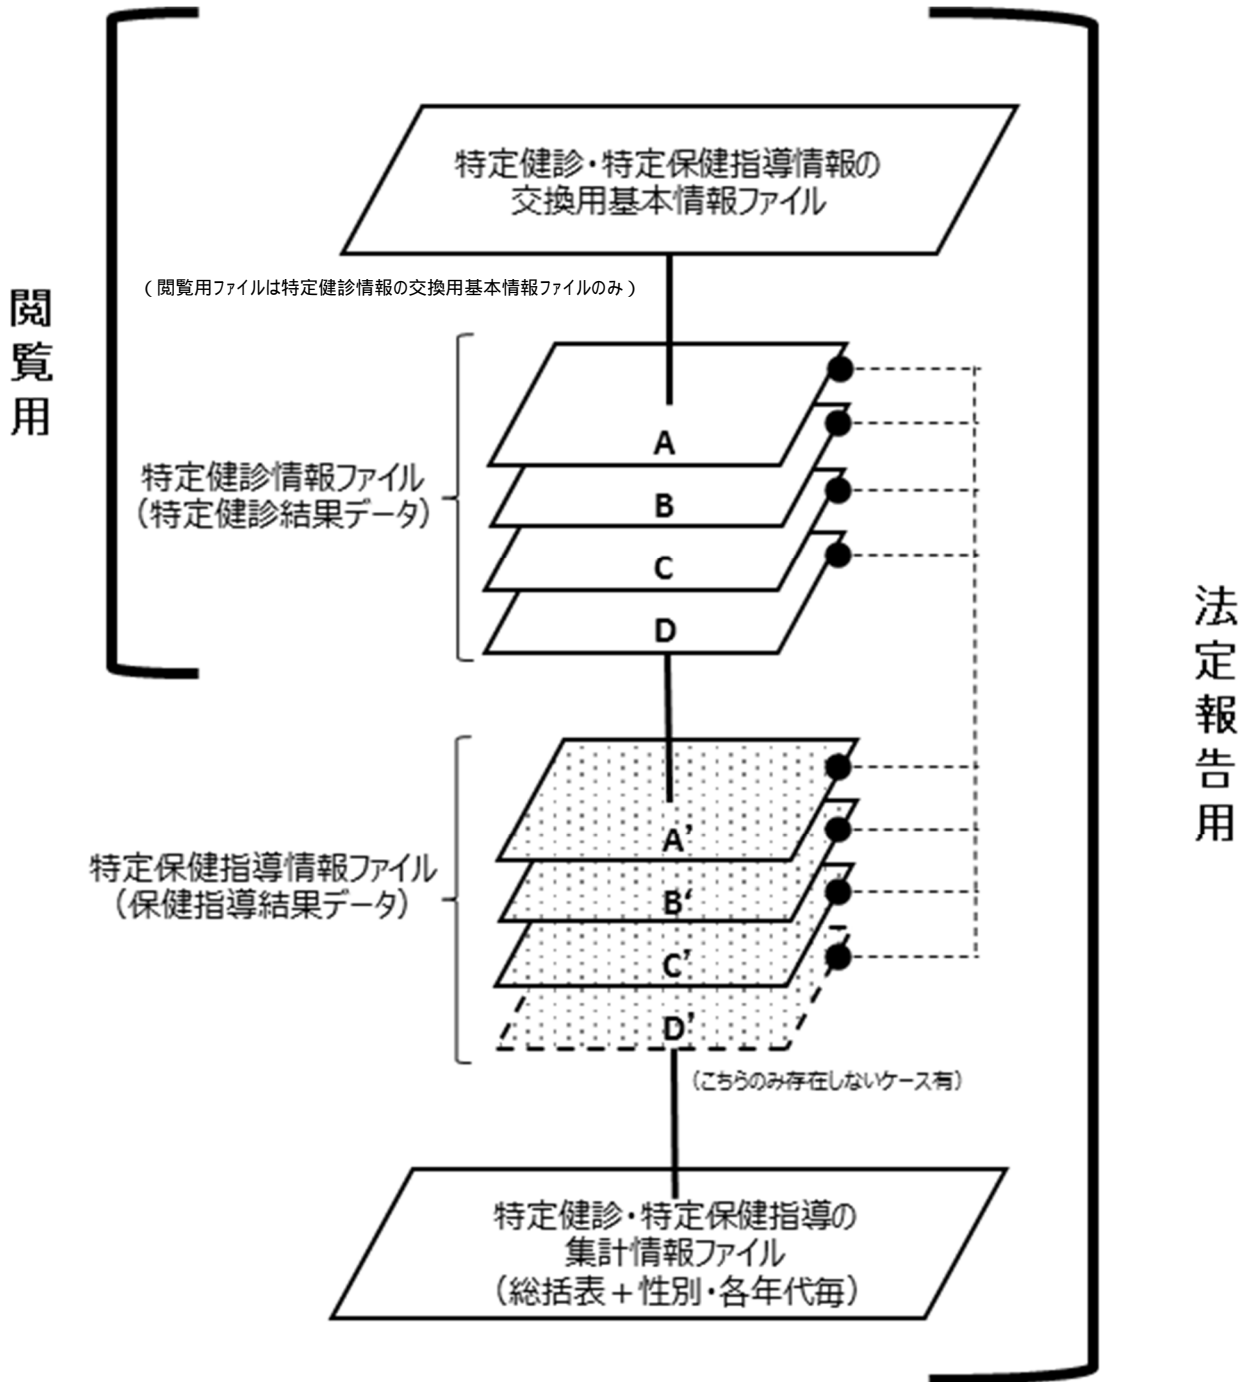 特定健診・特定保健指導情報の
交換用基本情報ファイル
（閲覧用ファイルは特定健診情報の交換用基本情報ファイルのみ）
閲覧用
特定健診情報ファイル
（特定健診結果データ）
A
B
C
D
法定報告用
特定保健指導情報ファイル
（保健指導結果データ）
A’
B‘
C’
D’
（こちらのみ存在しないケース有）
特定健診・特定保健指導の
集計情報ファイル
（総括表＋性別・各年代毎）